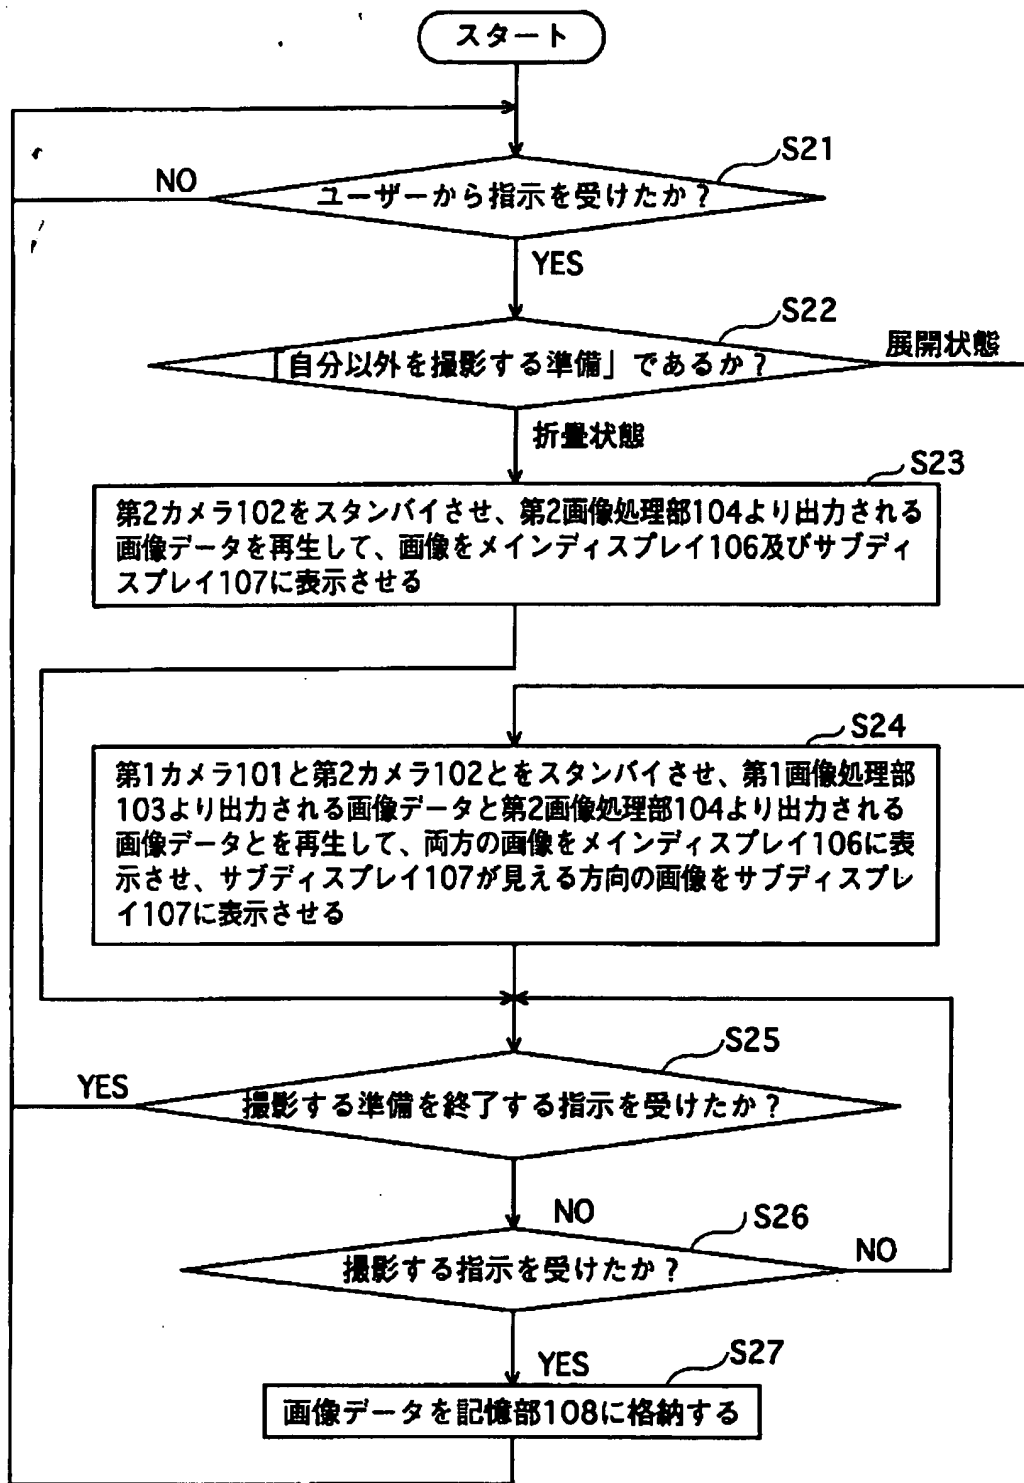 スタート
S21
NO
ユーザーから指示を受けたか？
YES
S22
「自分以外を撮影する準備」であるか？
展開状態
折畳状態
S23
第2カメラ102をスタンバイさせ、第2画像処理部104より出力される
画像データを再生して、画像をメインディスプレイ106及びサブディ
スプレイ107に表示させる
S24
第1カメラ101と第2カメラ102とをスタンバイさせ、第1画像処理部
103より出力される画像データと第2画像処理部104より出力される
画像データとを再生して、両方の画像をメインディスプレイ106に表
示させ、サブディスプレイ107が見える方向の画像をサブディスプレ
イ107に表示させる
S25
YES
撮影する準備を終了する指示を受けたか？
NO
S26
撮影する指示を受けたか？
NO
YES
S27
画像データを記憶部108に格納する